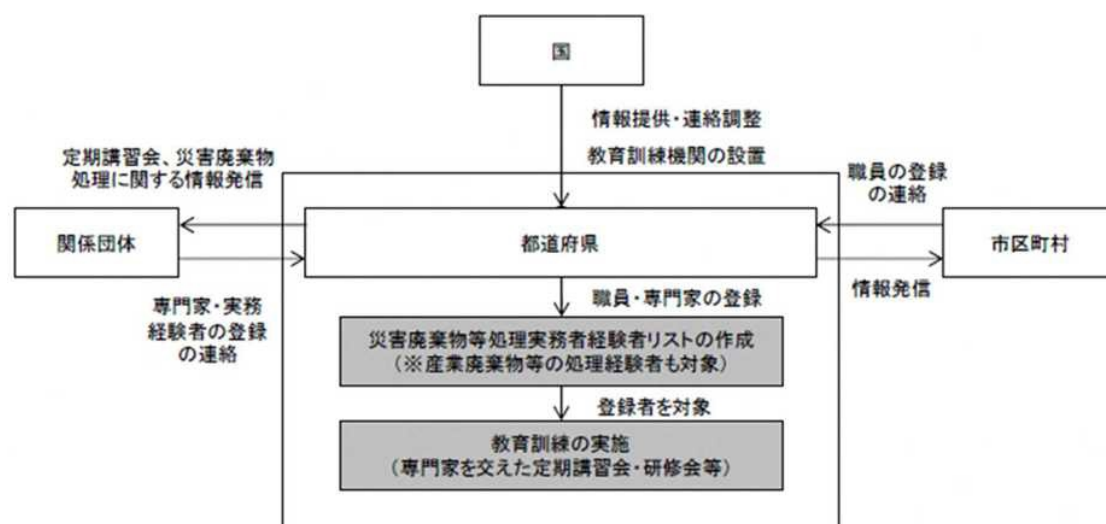 国
情報提供・連絡調整
教育訓練機関の設置
定期講習会、災害廃棄物
処理に関する情報発信
職員の登録
の連絡
関係団体
都道府県
市区町村
専門家・実務
経験者の登録
の連絡
職員・専門家の登録
情報発信
災害廃棄物等処理実務者経験者リストの作成
（※産業廃棄物等の処理経験者も対象）
登録者を対象
教育訓練の実施
（専門家を交えた定期講習会・研修会等）